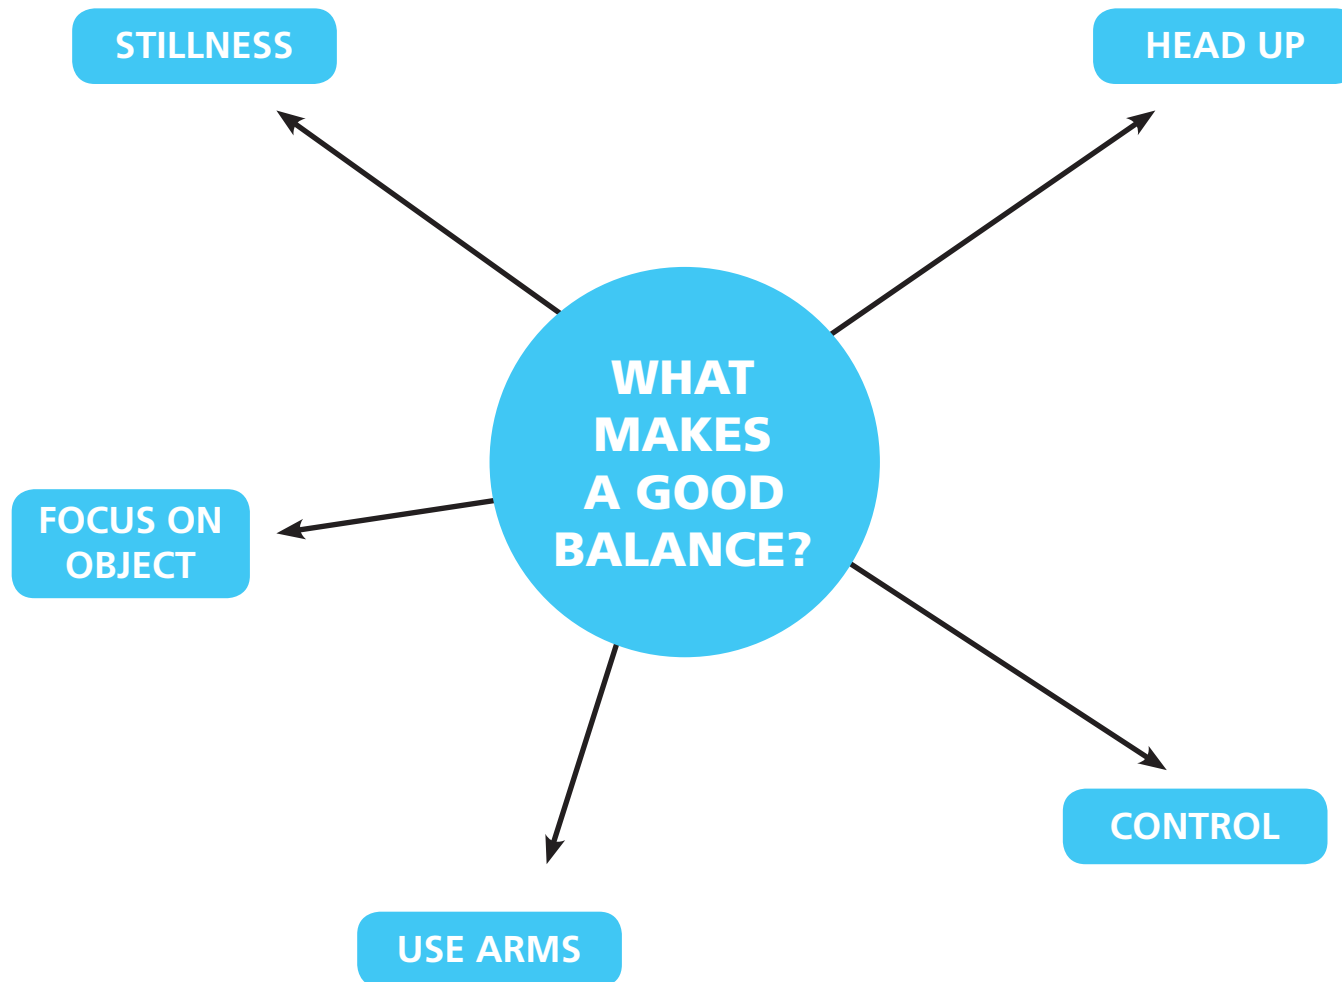 STILLNESS
HEAD UP
WHAT
MAKES
A GOOD
BALANCE?
FOCUS ON
OBJECT
CONTROL
USE ARMS